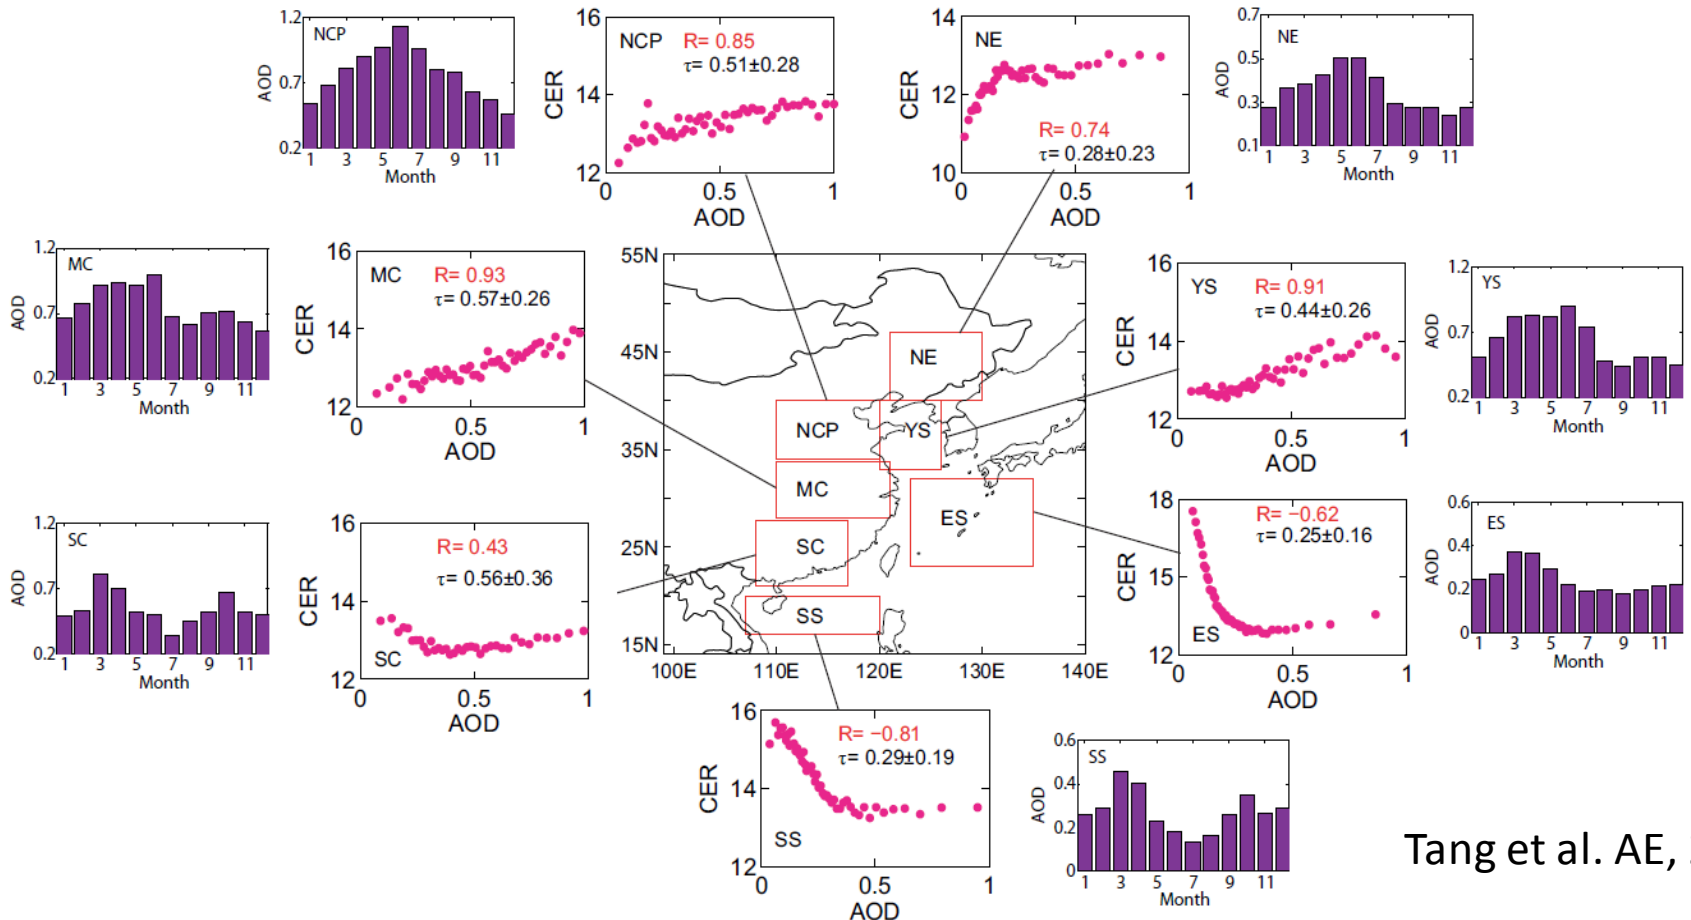 NCP
AOD
1.2
0.7
0.2
1 3 5 7 9 11
Month
CER
16
14
12
NCP R= 0.85
τ= 0.51±0.28
0 0.5 1
AOD
CER
14
12
10
NE
R= 0.74
τ= 0.28±0.23
0 0.5 1
AOD
NE
AOD
0.7
0.5
0.3
0.1
1 3 5 7 9 11
Month
MC
AOD
1.2
0.7
0.2
1 3 5 7 9 11
Month
CER
16
14
12
MC R= 0.93
τ= 0.57±0.26
0 0.5 1
AOD
55N
45N
35N
25N
15N
100E 110E 120E 130E 140E
NE
NCP YS
MC
ES
SC
SS
CER
16
14
12
YS R= 0.91
τ= 0.44±0.26
0 0.5 1
AOD
YS
AOD
1.2
0.7
0.2
1 3 5 7 9 11
Month
SC
AOD
1.2
0.7
0.2
1 3 5 7 9 11
Month
CER
16
14
12
R= 0.43
τ= 0.56±0.36
SC
0 0.5 1
AOD
CER
18
15
12
R= −0.62
τ= 0.25±0.16
ES
0 0.5 1
AOD
ES
AOD
0.6
0.4
0.2
0
1 3 5 7 9 11
Month
CER
16
14
12
R= −0.81
τ= 0.29±0.19
SS
0 0.5 1
AOD
SS
AOD
0.6
0.4
0.2
0
1 3 5 7 9 11
Month
Tang et al. AE,